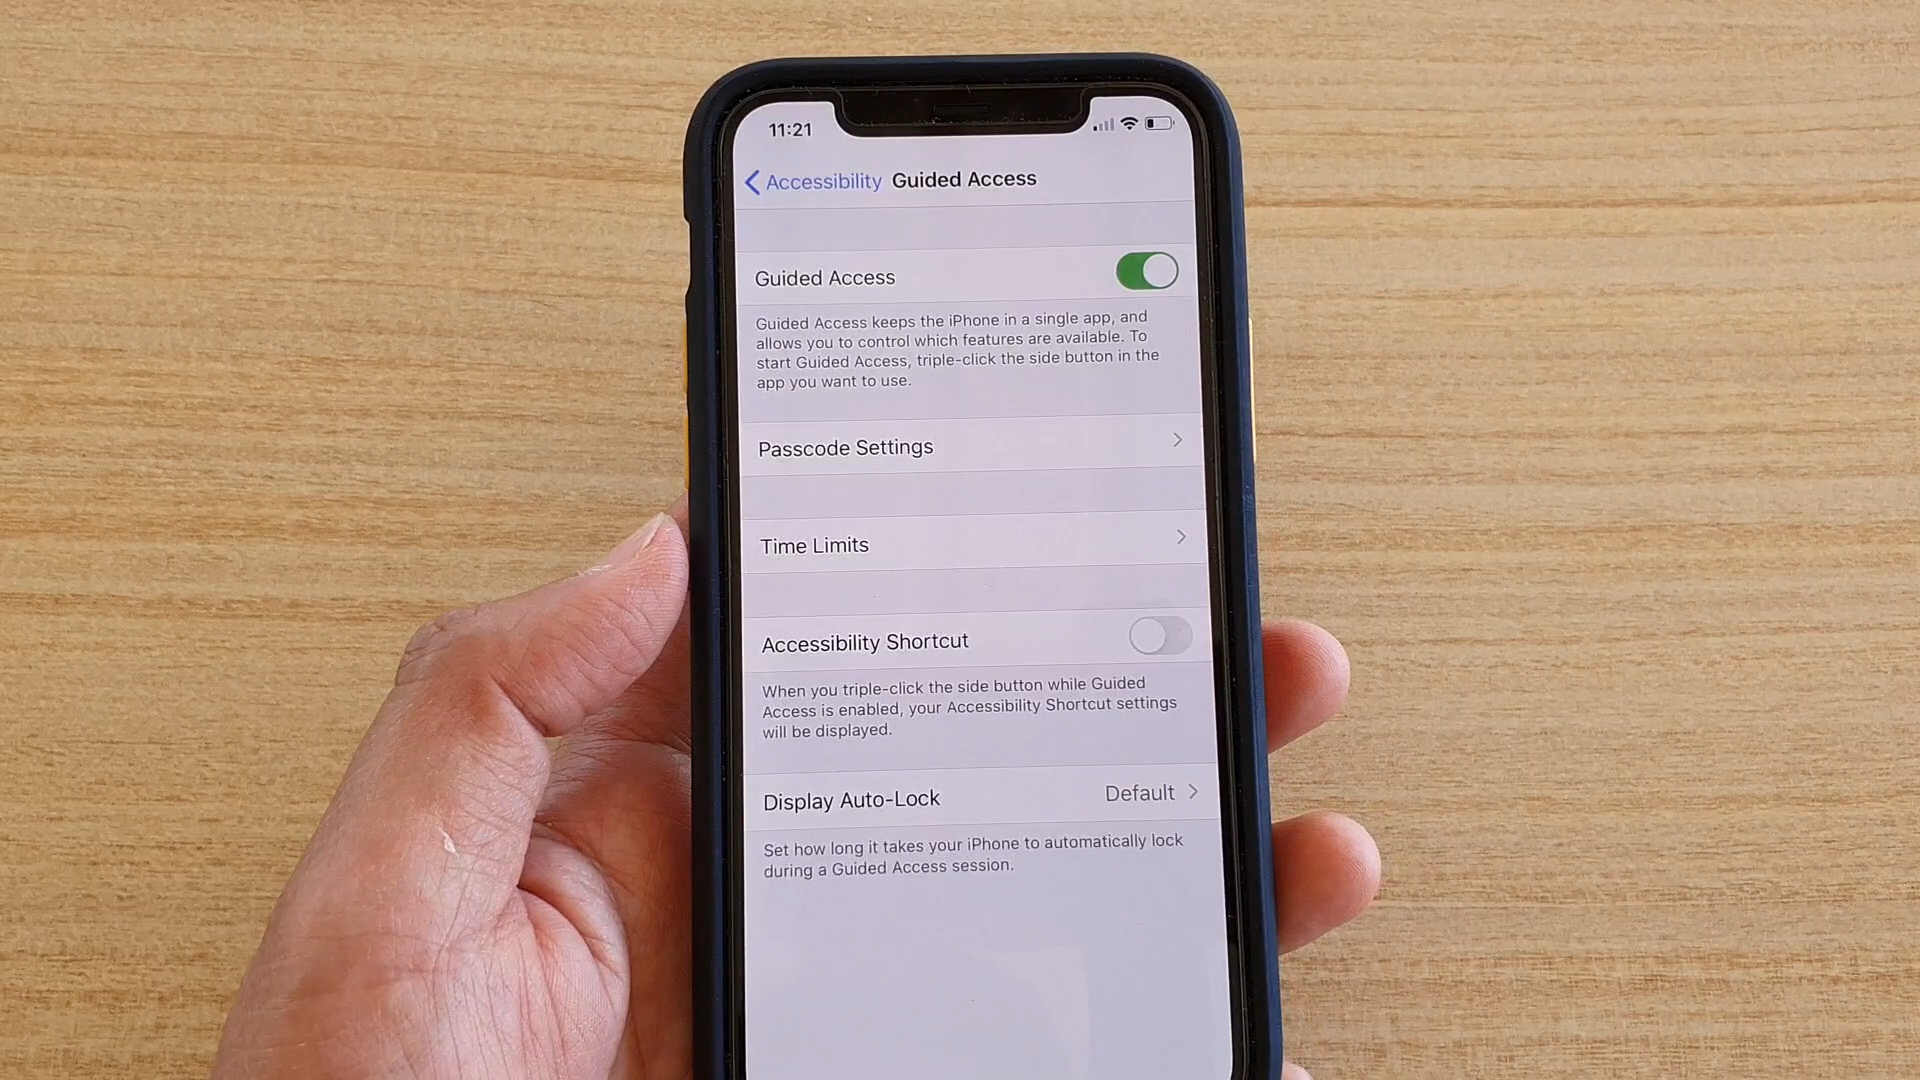 11:21
Accessibility Guided Access
Guided Access
Guided Access keeps the iPhone in a single app, and
allows you to control which features are available. To
start Guided Access, triple-click the side button in the
app you want to use.
Passcode Settings
Time Limits
Accessibility Shortcut
When you triple-click the side button while Guided
Access is enabled, your Accessibility Shortcut settings
will be displayed.
Display Auto-Lock Default
Set how long it takes your iPhone to automatically lock
during a Guided Access session.